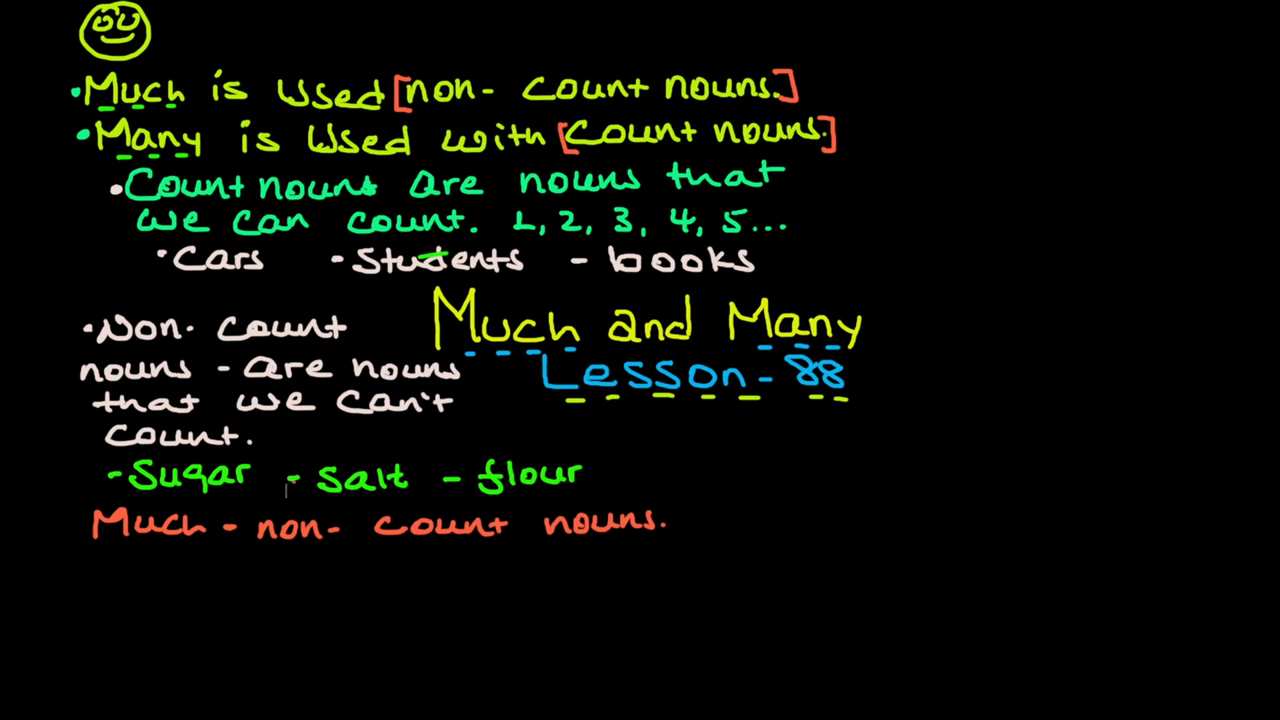 •Much is used [non- count nouns.]
•Many is used with [count nouns.]
•Count nouns are nouns that
we can count. 1, 2, 3, 4, 5...
•Cars -Students - books
Much and Many
Lesson-88
•Non- count
nouns - are nouns
that we can't
count.
-Sugar - salt - flour
Much - non- count nouns.